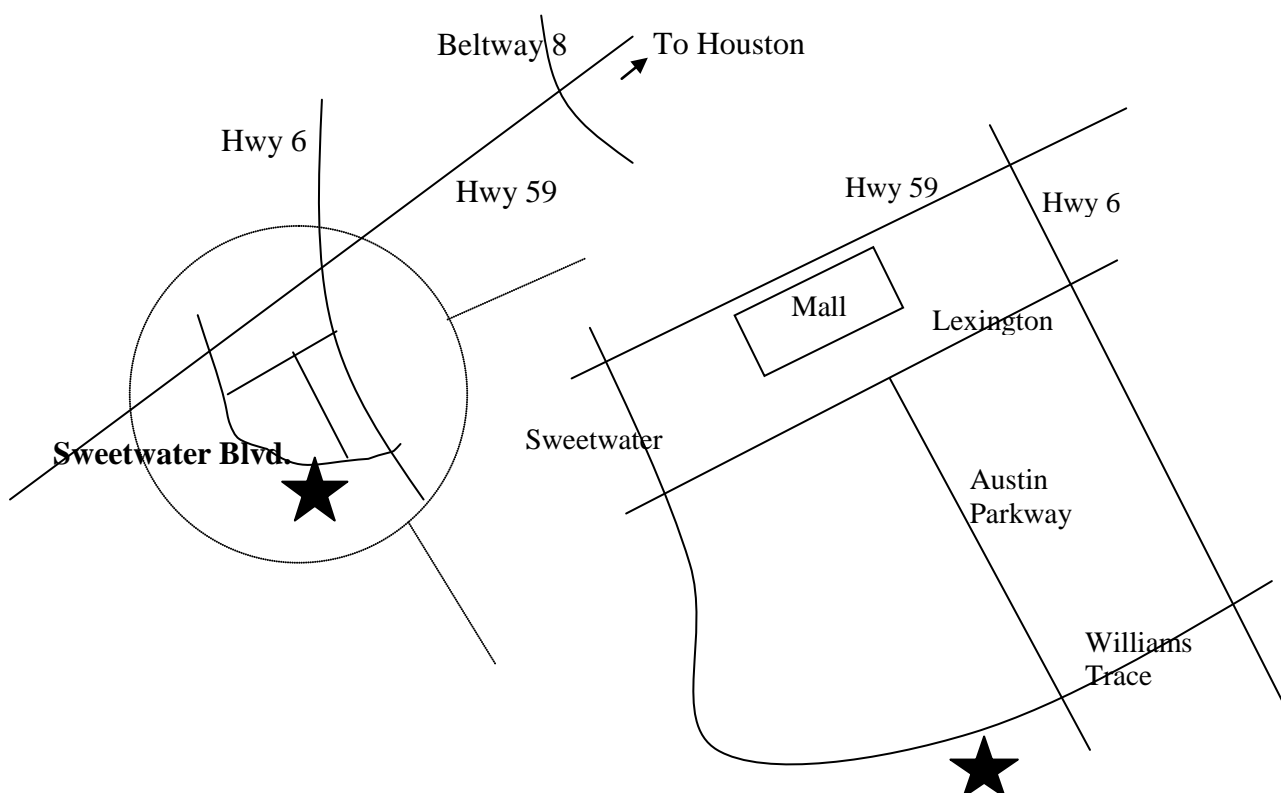 Beltway 8
To Houston
Hwy 6
Hwy 59
Sweetwater Blvd.
Hwy 59
Hwy 6
Mall
Lexington
Sweetwater
Austin
Parkway
Williams
Trace